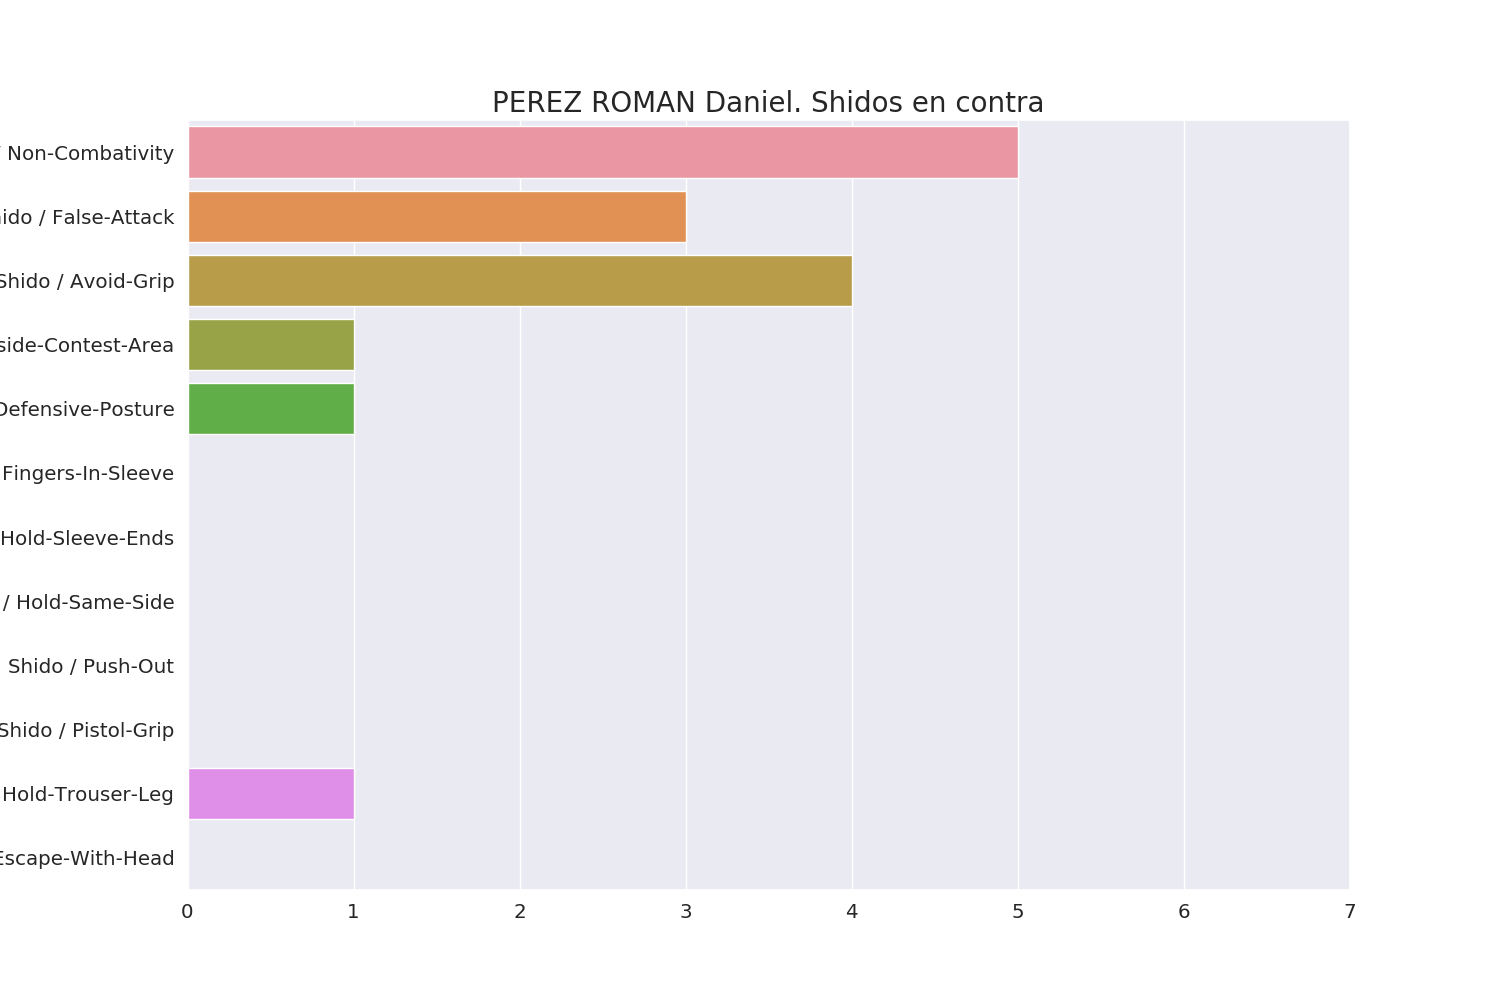 PEREZ ROMAN Daniel. Shidos en contra
/ Non-Combativity
ido / False-Attack
Shido / Avoid-Grip
side-Contest-Area
Defensive-Posture
Fingers-In-Sleeve
Hold-Sleeve-Ends
/ Hold-Same-Side
Shido / Push-Out
Shido / Pistol-Grip
Hold-Trouser-Leg
Escape-With-Head
0 1 2 3 4 5 6 7